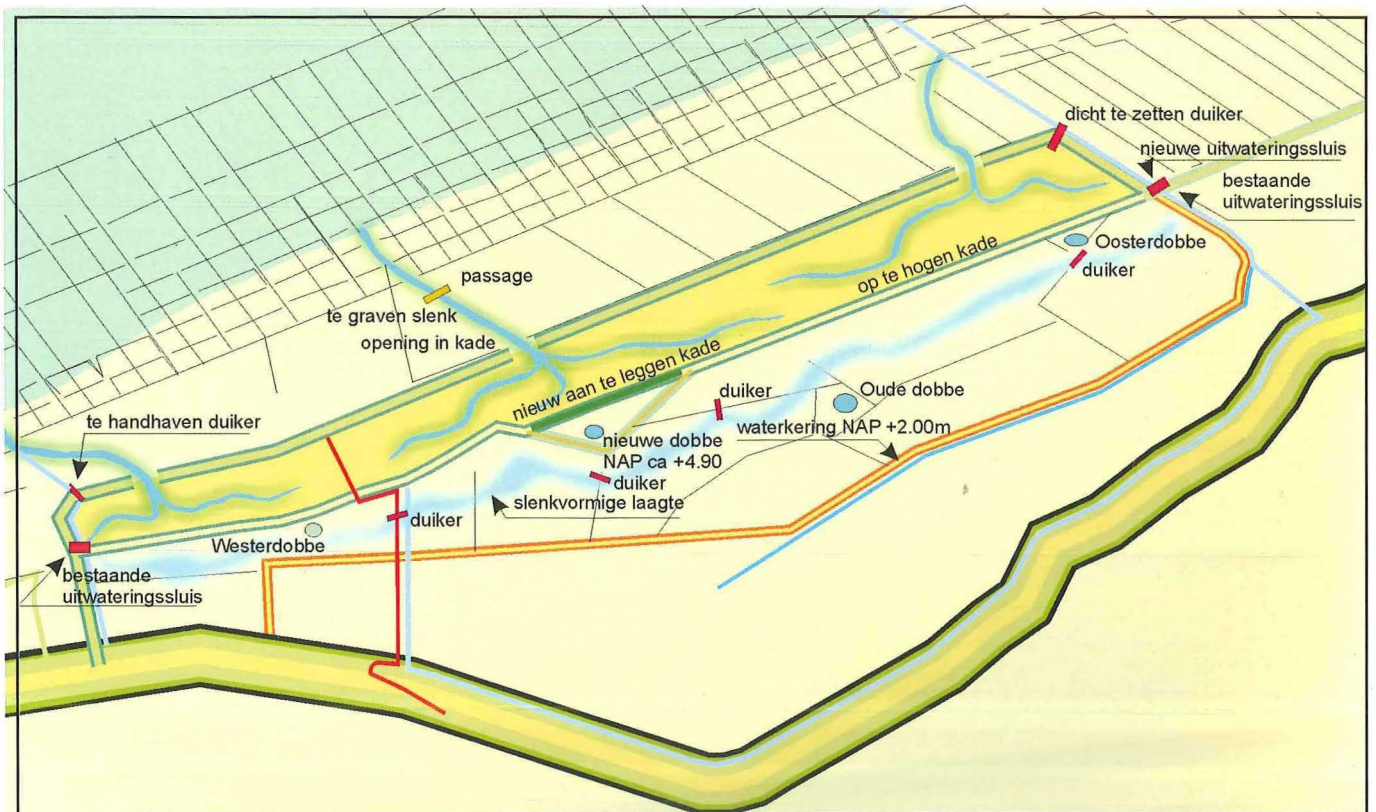 dicht te zetten duiker
nieuwe uitwateringssluis
bestaande
uitwateringssluis
Oosterdobbe
duiker
passage
op te hogen kade
te graven slenk
opening in kade
nieuw aan te leggen kade
duiker
Oude dobbe
te handhaven duiker
waterkering NAP +2.00m
nieuwe dobbe
NAP ca +4.90
duiker
slenkvormige laagte
duiker
Westerdobbe
bestaande
uitwateringssluis